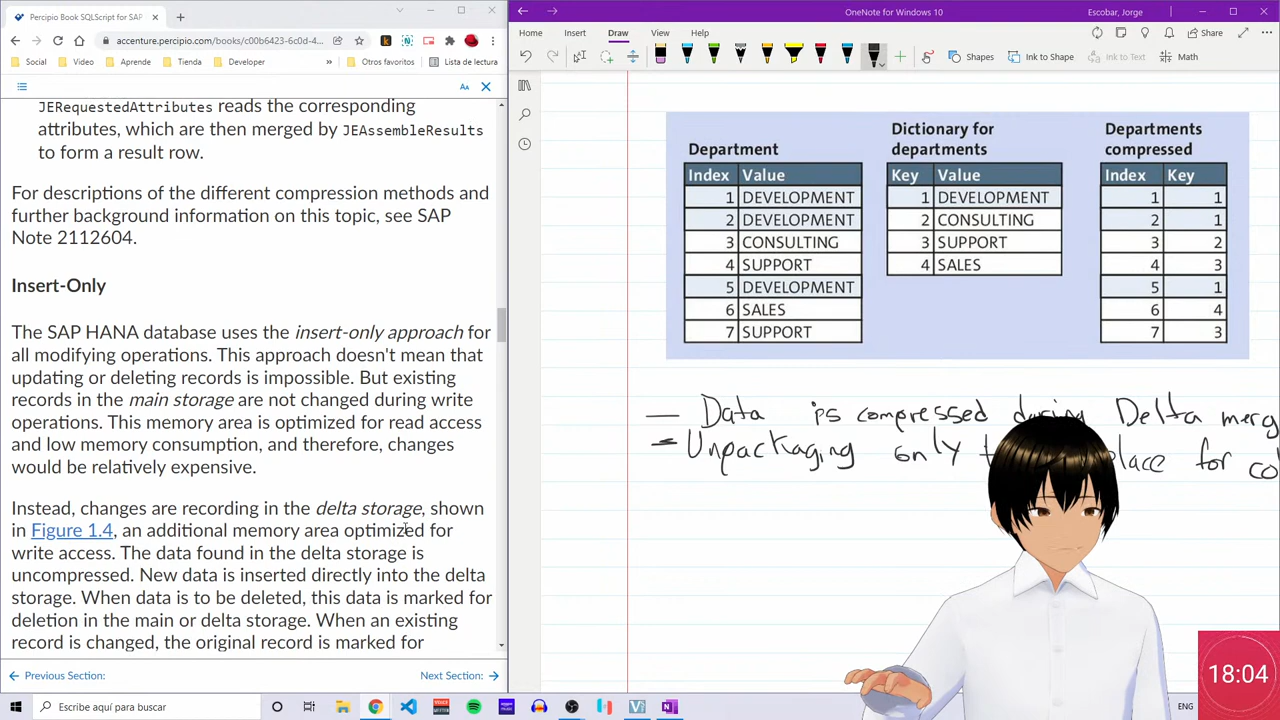 Percipio Book SQLScript for SAP
accenture.percipio.com/books/c00b6423-6c0d-4...
Social
Video
Aprende
Tienda
Developer
»
Otros favoritos
Lista de lectura
JERequestedAttributes reads the corresponding
attributes, which are then merged by JEAssembleResults
to form a result row.
For descriptions of the different compression methods and
further background information on this topic, see SAP
Note 2112604.
Insert-Only
The SAP HANA database uses the insert-only approach for
all modifying operations. This approach doesn't mean that
updating or deleting records is impossible. But existing
records in the main storage are not changed during write
operations. This memory area is optimized for read access
and low memory consumption, and therefore, changes
would be relatively expensive.
Instead, changes are recording in the delta storage, shown
in Figure 1.4, an additional memory area optimized for
write access. The data found in the delta storage is
uncompressed. New data is inserted directly into the delta
storage. When data is to be deleted, this data is marked for
deletion in the main or delta storage. When an existing
record is changed, the original record is marked for
Previous Section:
Next Section:
OneNote for Windows 10
Escobar, Jorge
Home
Insert
Draw
View
Help
Share
Shapes
Ink to Shape
Ink to Text
Math
Department
Index Value
1 DEVELOPMENT
2 DEVELOPMENT
3 CONSULTING
4 SUPPORT
5 DEVELOPMENT
6 SALES
7 SUPPORT
Dictionary for
departments
Key Value
1 DEVELOPMENT
2 CONSULTING
3 SUPPORT
4 SALES
Departments
compressed
Index Key
1 1
2 1
3 2
4 3
5 1
6 4
7 3
— Data is compressed during Delta merg
- Unpackaging only place for co
18:04
Escribe aquí para buscar
ENG